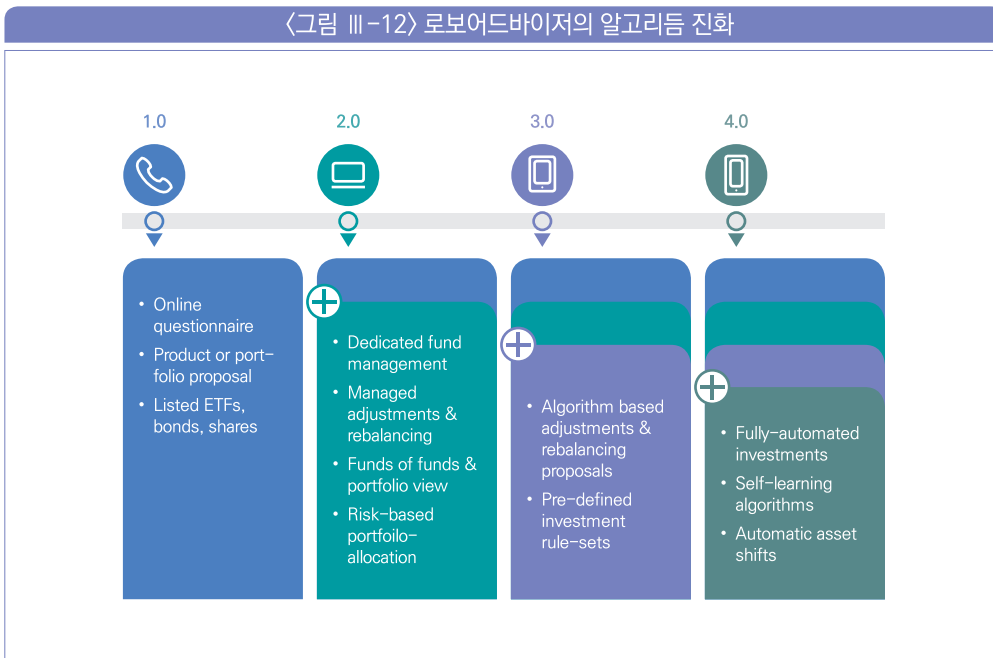 〈그림 Ⅲ-12〉 로보어드바이저의 알고리듬 진화
1.0
2.0
3.0
4.0
• Online
questionnaire
• Product or port-
folio proposal
• Listed ETFs,
bonds, shares
• Dedicated fund
management
• Managed
adjustments &
rebalancing
• Funds of funds &
portfolio view
• Risk-based
portfoilo-
allocation
• Algorithm based
adjustments &
rebalancing
proposals
• Pre-defined
investment
rule-sets
• Fully-automated
investments
• Self-learning
algorithms
• Automatic asset
shifts